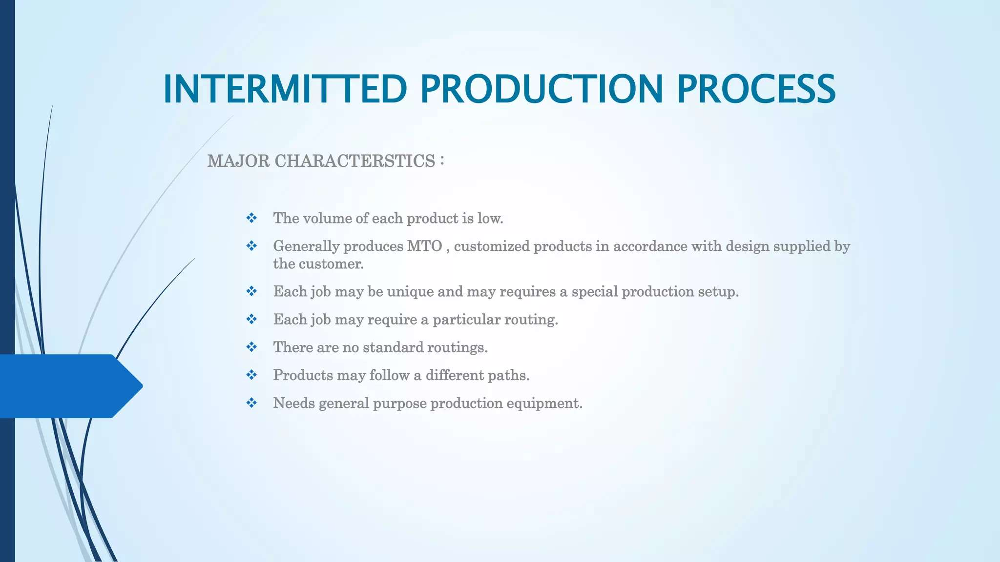 INTERMITTED PRODUCTION PROCESS
MAJOR CHARACTERSTICS :
❖ The volume of each product is low.
❖ Generally produces MTO , customized products in accordance with design supplied by
the customer.
❖ Each job may be unique and may requires a special production setup.
❖ Each job may require a particular routing.
❖ There are no standard routings.
❖ Products may follow a different paths.
❖ Needs general purpose production equipment.